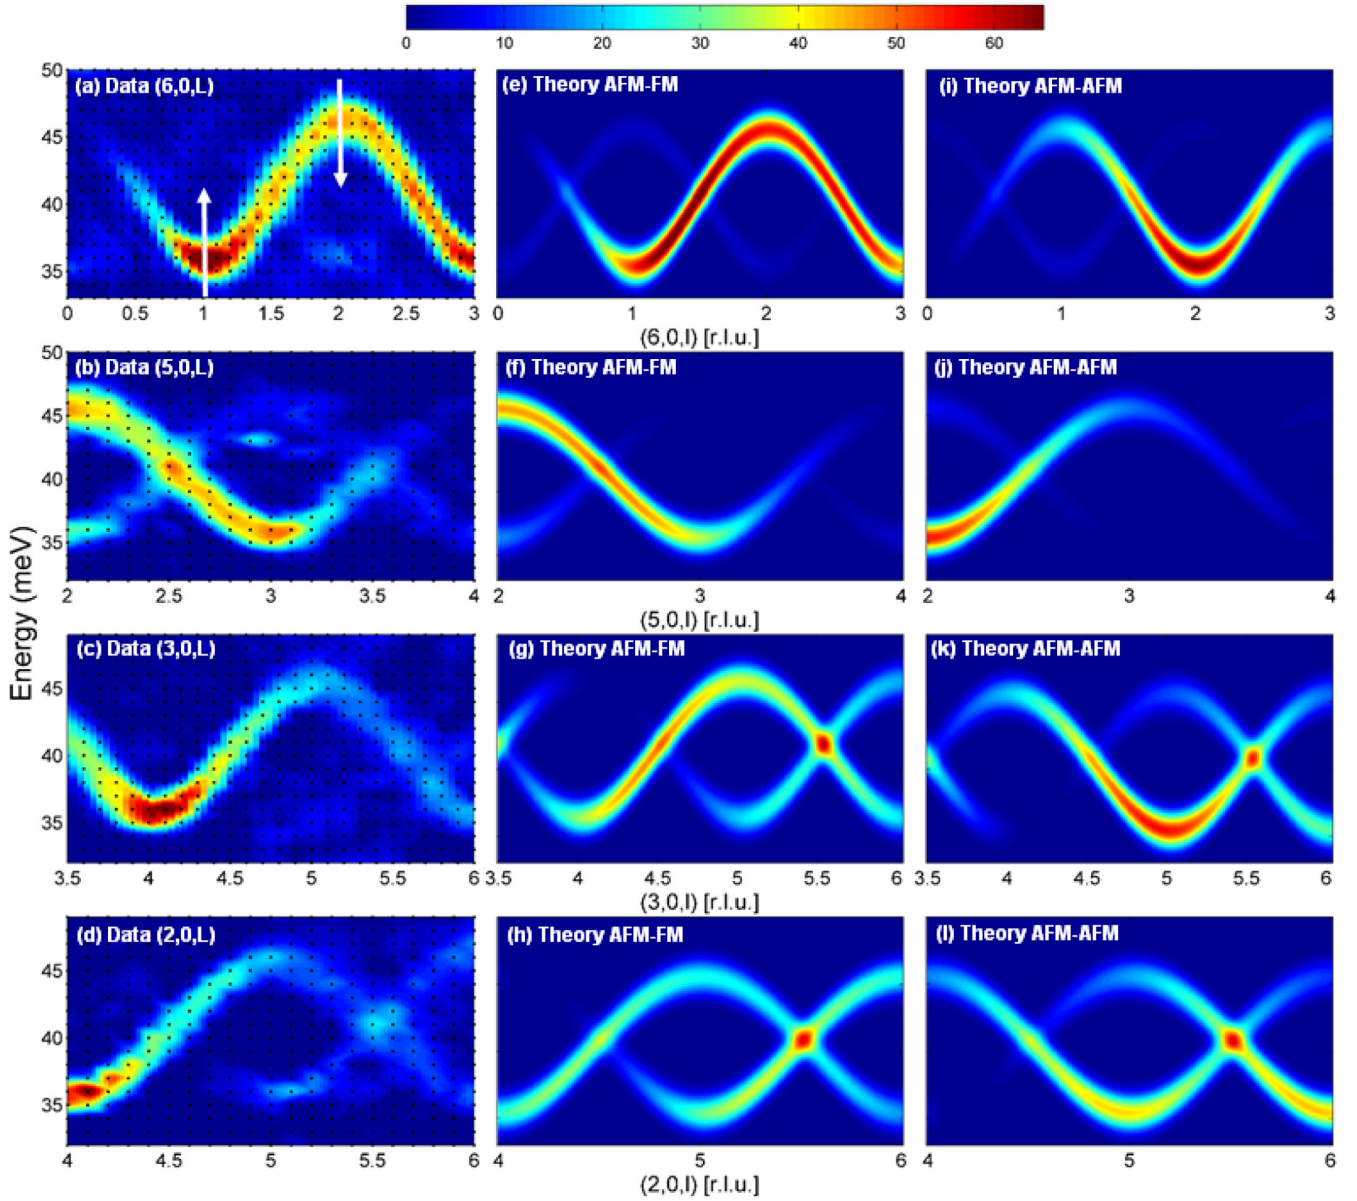 0 10 20 30 40 50 60
(a) Data (6,0,L)
(e) Theory AFM-FM
(i) Theory AFM-AFM
50
45
40
35
0 0.5 1 1.5 2 2.5 3
0 1 2 3
0 1 2 3
(6,0,l) [r.l.u.]
(b) Data (5,0,L)
(f) Theory AFM-FM
(j) Theory AFM-AFM
50
45
40
35
2 2.5 3 3.5 4
2 3 4
2 3 4
(5,0,l) [r.l.u.]
Energy (meV)
(c) Data (3,0,L)
(g) Theory AFM-FM
(k) Theory AFM-AFM
45
40
35
3.5 4 4.5 5 5.5 6
3.5 4 4.5 5 5.5 6
3.5 4 4.5 5 5.5 6
(3,0,l) [r.l.u.]
(d) Data (2,0,L)
(h) Theory AFM-FM
(l) Theory AFM-AFM
45
40
35
4 4.5 5 5.5 6
4 5 6
4 5 6
(2,0,l) [r.l.u.]